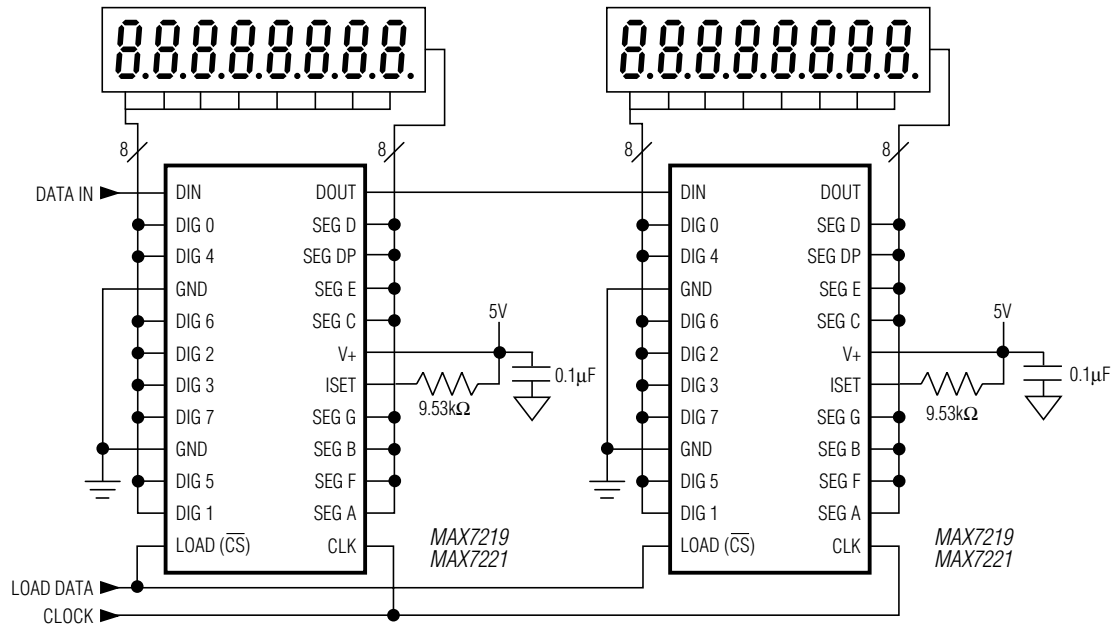 8.8.8.8.8.8.8.8.
8.8.8.8.8.8.8.8.
8 8 8 8
DATA IN DIN DOUT DIN DOUT
DIG 0 SEG D DIG 0 SEG D
DIG 4 SEG DP DIG 4 SEG DP
GND SEG E GND SEG E
5V 5V
DIG 6 SEG C DIG 6 SEG C
DIG 2 V+ DIG 2 V+
0.1μF 0.1μF
DIG 3 ISET DIG 3 ISET
9.53kΩ 9.53kΩ
DIG 7 SEG G DIG 7 SEG G
GND SEG B GND SEG B
DIG 5 SEG F DIG 5 SEG F
DIG 1 SEG A DIG 1 SEG A
MAX7219 MAX7219
LOAD (C̅S̅) CLK LOAD (C̅S̅) CLK
MAX7221 MAX7221
LOAD DATA
CLOCK